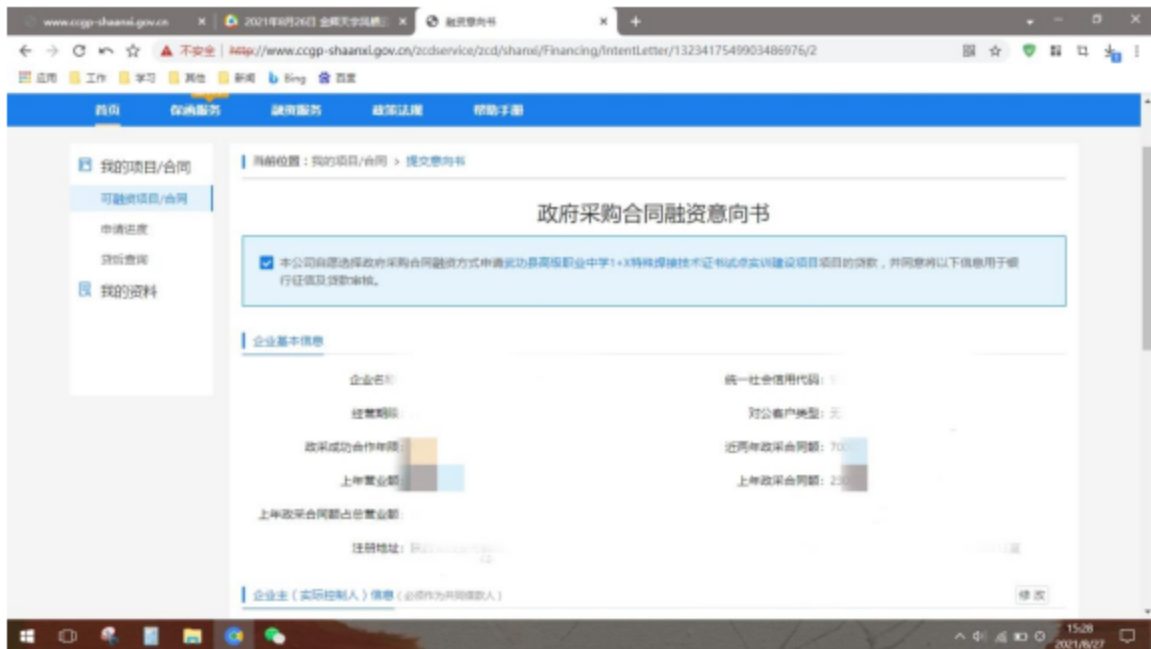 www.ccgp-shaanxi.gov.cn
融资意向书
不安全
http://www.ccgp-shaanxi.gov.cn/zcdservice/zcd/shanxi/Financing/IntentLetter/1323417549903486976/2
应用 工作 学习 其他 新闻 Bing 百度
首页 保函服务 融资服务 政策法规 帮助手册
我的项目/合同
可融资项目/合同
申请进度
贷后查询
我的资料
当前位置：我的项目/合同 > 提交意向书
政府采购合同融资意向书
本公司自愿选择政府采购合同融资方式申请武功县高级职业中学1+X特殊焊接技术证书试点实训建设项目项目的贷款，并同意将以下信息用于银
行征信及贷款审核。
企业基本信息
企业名 统一社会信用代码：
经营期限 对公客户类型：
政采成功合作年限： 近两年政采合同额：
上年营业额 上年政采合同额：
上年政采合同额占总营业额
注册地址：
企业主（实际控制人）信息（必须作为共同借款人） 修改
15:28
2021/8/27